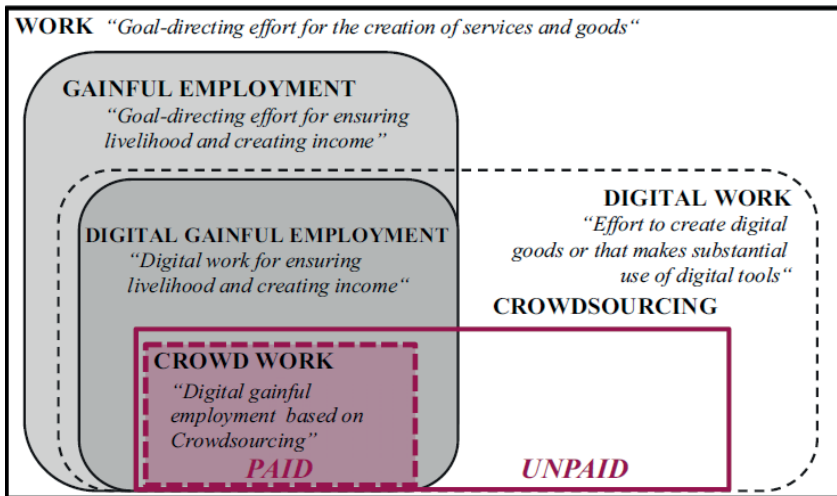 WORK “Goal-directing effort for the creation of services and goods“
GAINFUL EMPLOYMENT
“Goal-directing effort for ensuring
livelihood and creating income“
DIGITAL WORK
“Effort to create digital
goods or that makes substantial
use of digital tools“
DIGITAL GAINFUL EMPLOYMENT
“Digital work for ensuring
livelihood and creating income“
CROWDSOURCING
CROWD WORK
“Digital gainful
employment based on
Crowdsourcing”
PAID
UNPAID